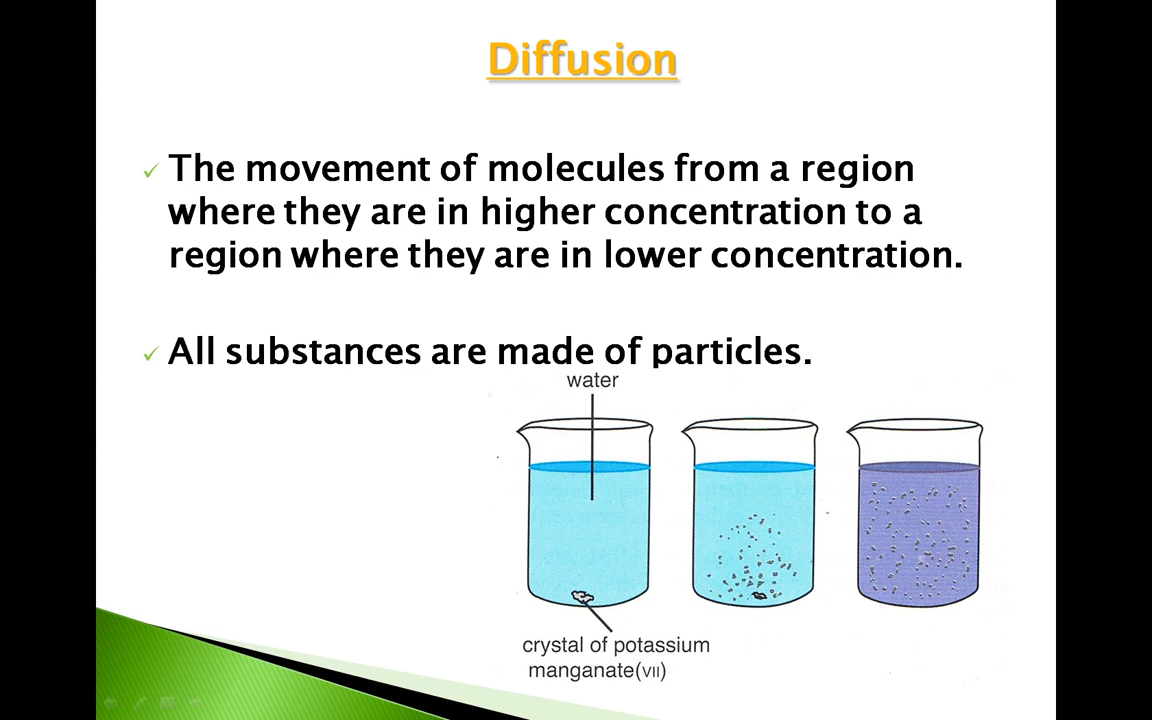 Diffusion
The movement of molecules from a region
where they are in higher concentration to a
region where they are in lower concentration.
All substances are made of particles.
water
crystal of potassium
manganate(VII)